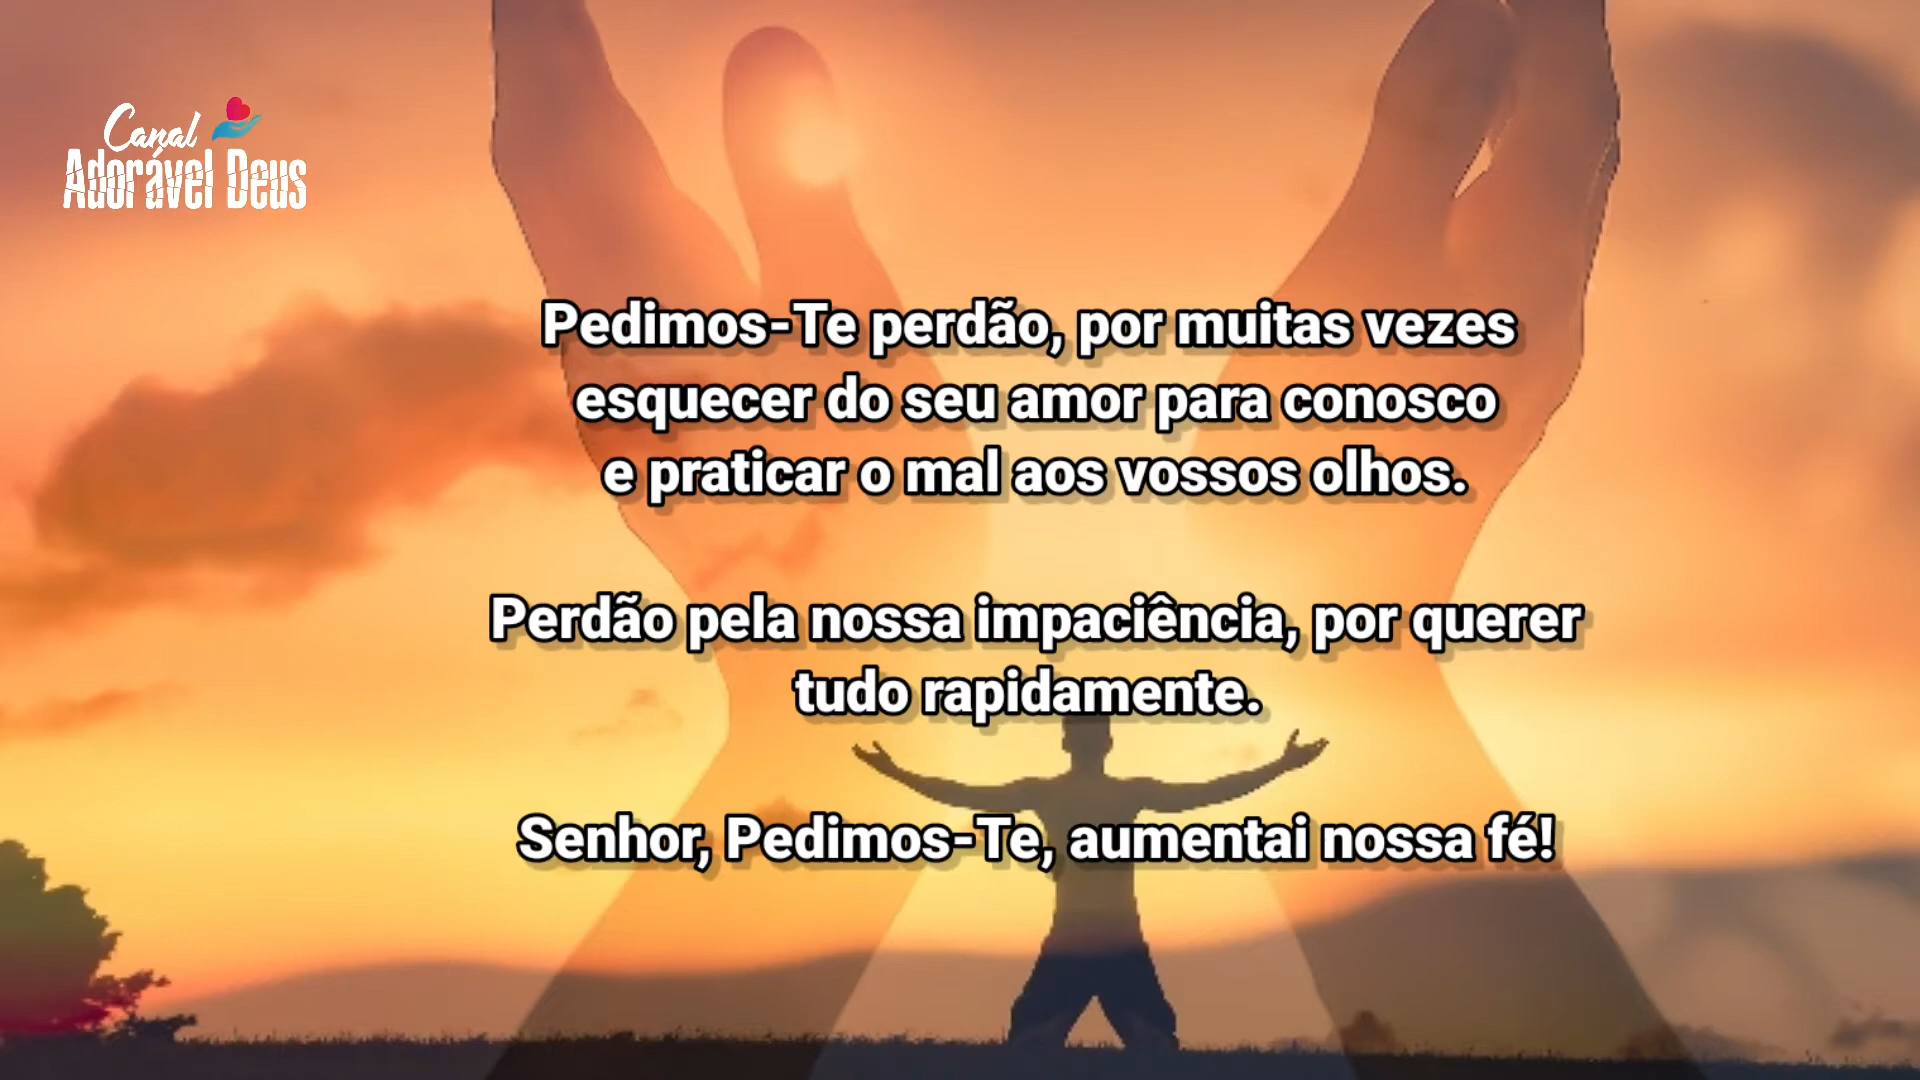 Canal
Adorável Deus
Pedimos-Te perdão, por muitas vezes
esquecer do seu amor para conosco
e praticar o mal aos vossos olhos.
Perdão pela nossa impaciência, por querer
tudo rapidamente.
Senhor, Pedimos-Te, aumentai nossa fé!